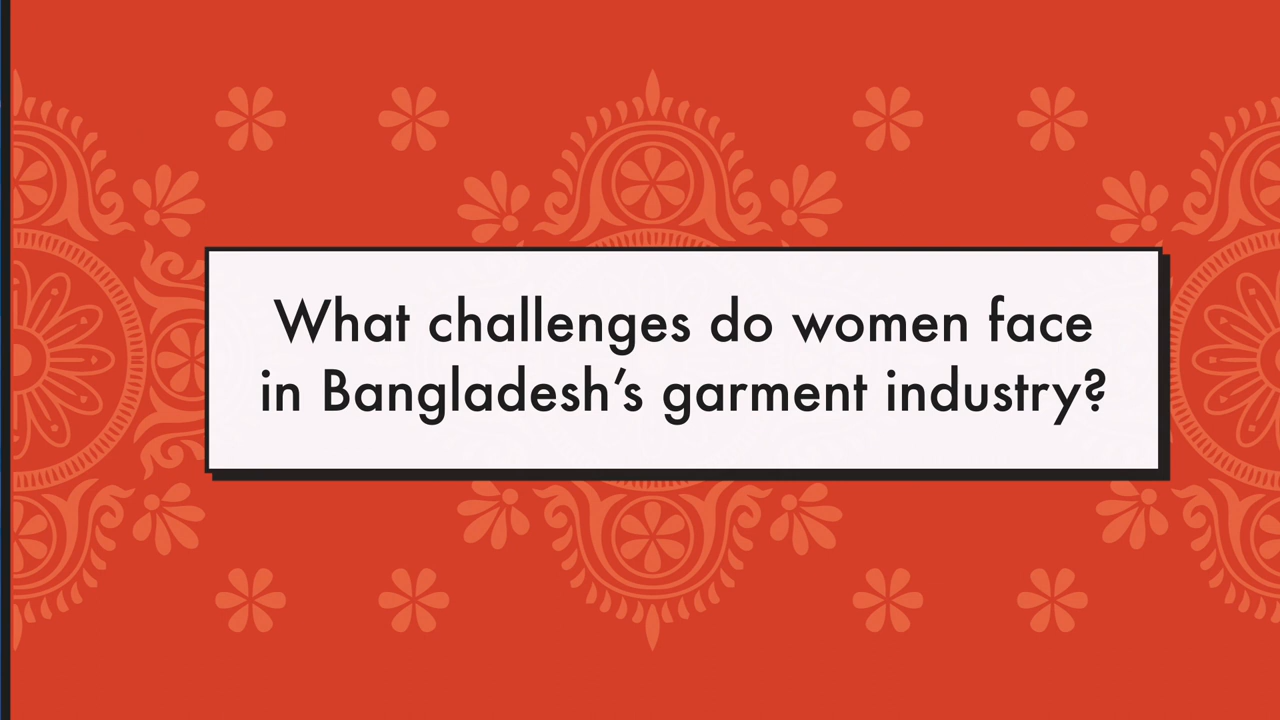 What challenges do women face
in Bangladesh’s garment industry?